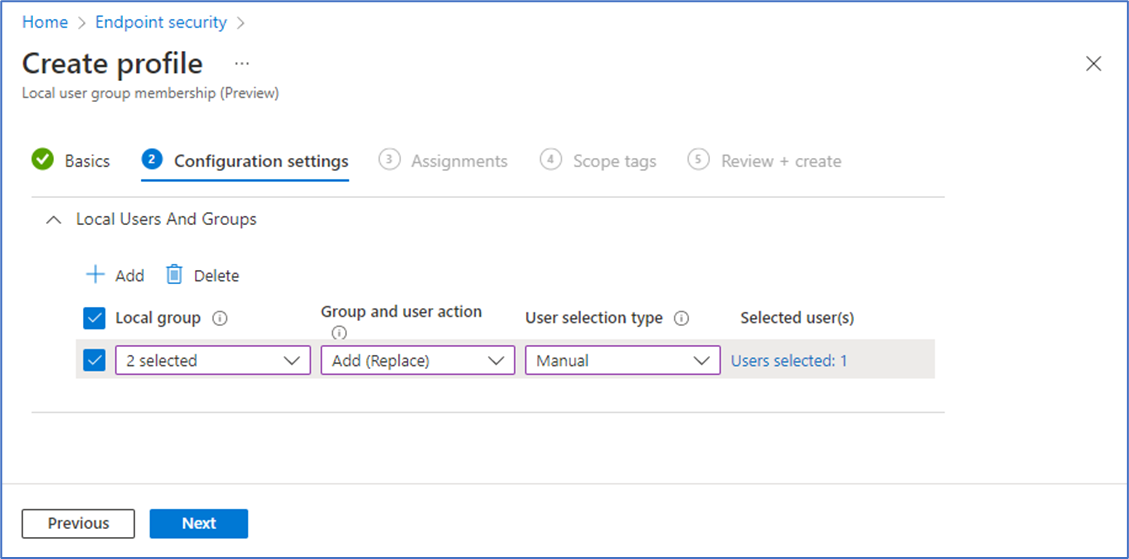 Home > Endpoint security >
Create profile ...
Local user group membership (Preview)
Basics 2 Configuration settings 3 Assignments 4 Scope tags 5 Review + create
Local Users And Groups
+ Add Delete
Local group Group and user action User selection type Selected user(s)
2 selected Add (Replace) Manual Users selected: 1
Previous Next